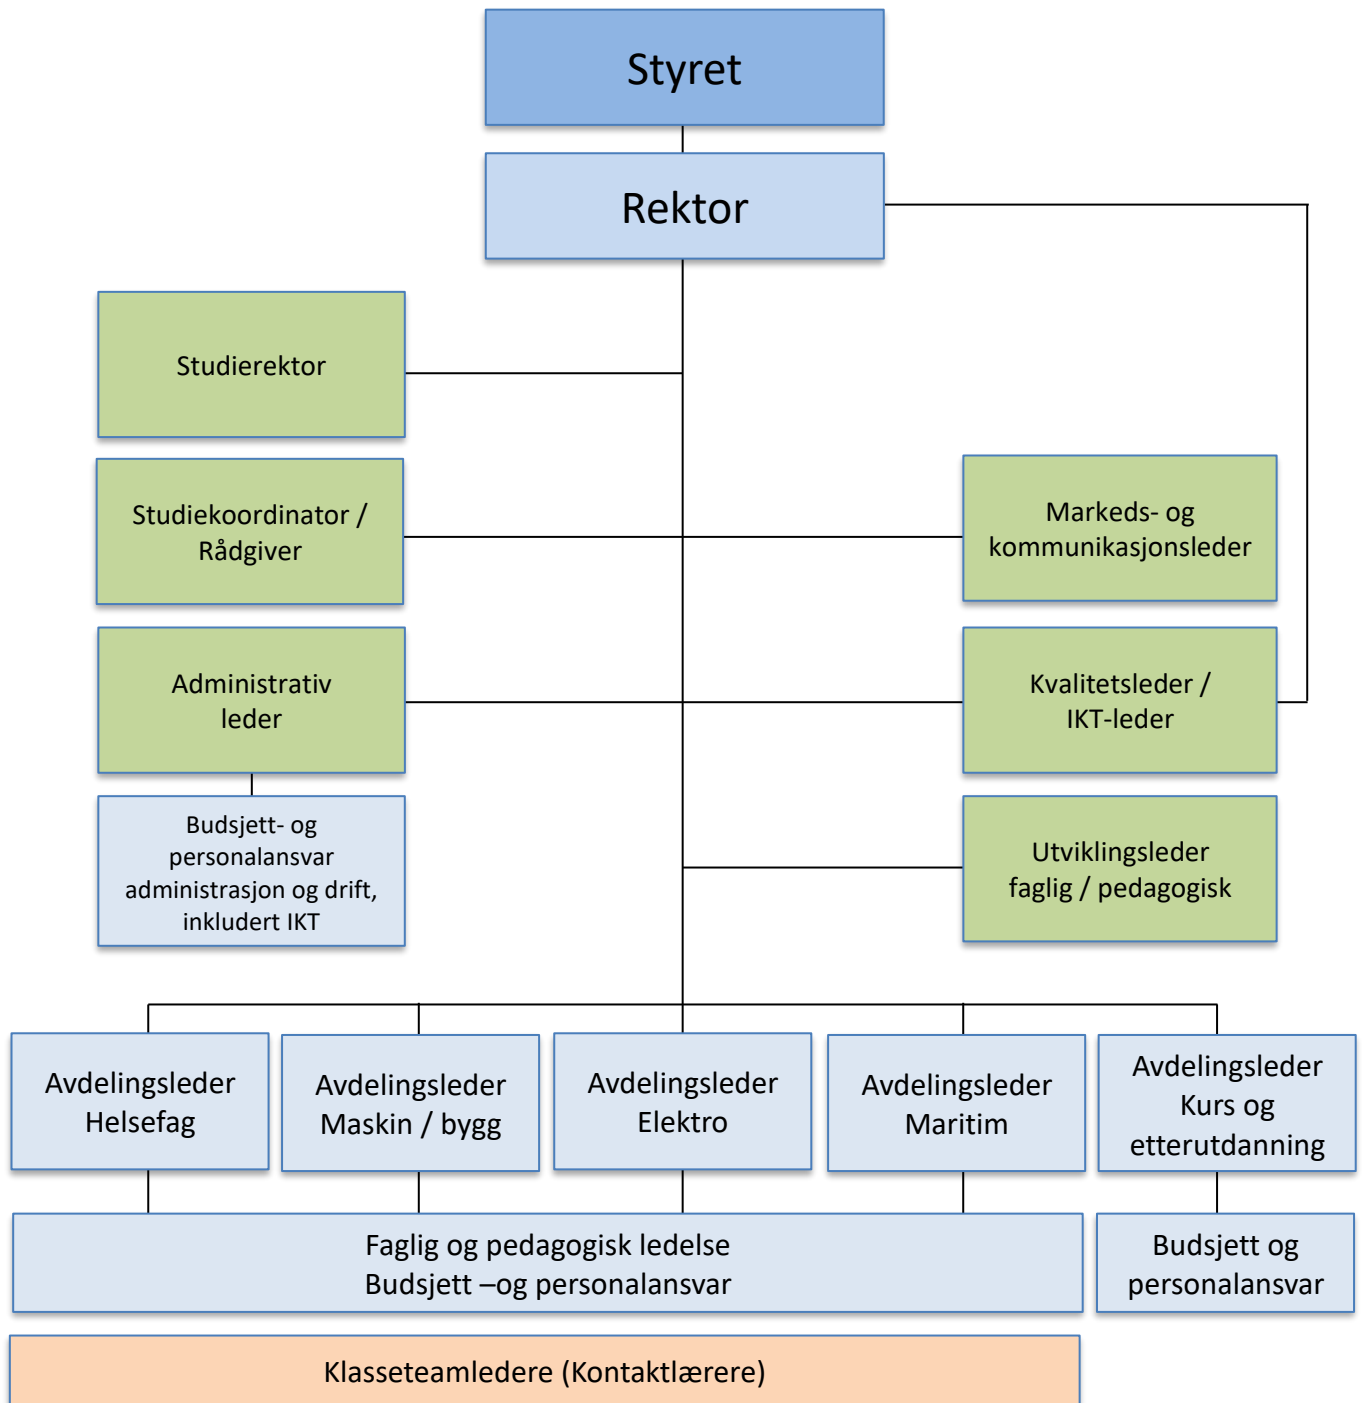 Styret
Rektor
Studierektor
Studiekoordinator /
Rådgiver
Markeds- og
kommunikasjonsleder
Administrativ
leder
Kvalitetsleder /
IKT-leder
Budsjett- og
personalansvar
administrasjon og drift,
inkludert IKT
Utviklingsleder
faglig / pedagogisk
Avdelingsleder
Helsefag
Avdelingsleder
Maskin / bygg
Avdelingsleder
Elektro
Avdelingsleder
Maritim
Avdelingsleder
Kurs og
etterutdanning
Faglig og pedagogisk ledelse
Budsjett –og personalansvar
Budsjett og
personalansvar
Klasseteamledere (Kontaktlærere)